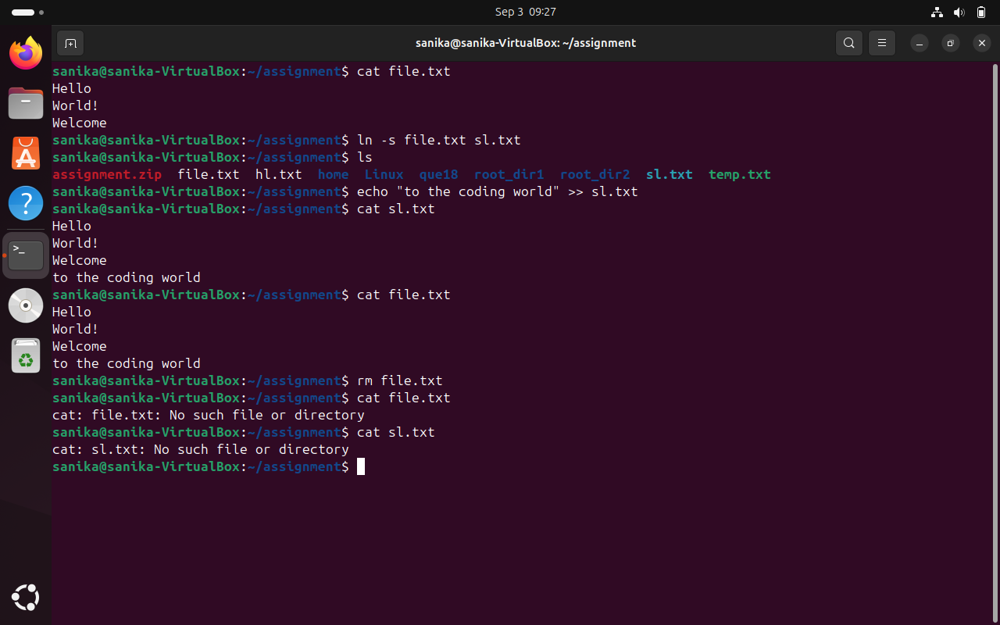 Sep 3 09:27
sanika@sanika-VirtualBox: ~/assignment
sanika@sanika-VirtualBox:~/assignment$ cat file.txt
Hello
World!
Welcome
sanika@sanika-VirtualBox:~/assignment$ ln -s file.txt sl.txt
sanika@sanika-VirtualBox:~/assignment$ ls
assignment.zip file.txt hl.txt home Linux que18 root_dir1 root_dir2 sl.txt temp.txt
sanika@sanika-VirtualBox:~/assignment$ echo "to the coding world" >> sl.txt
sanika@sanika-VirtualBox:~/assignment$ cat sl.txt
Hello
World!
Welcome
to the coding world
sanika@sanika-VirtualBox:~/assignment$ cat file.txt
Hello
World!
Welcome
to the coding world
sanika@sanika-VirtualBox:~/assignment$ rm file.txt
sanika@sanika-VirtualBox:~/assignment$ cat file.txt
cat: file.txt: No such file or directory
sanika@sanika-VirtualBox:~/assignment$ cat sl.txt
cat: sl.txt: No such file or directory
sanika@sanika-VirtualBox:~/assignment$